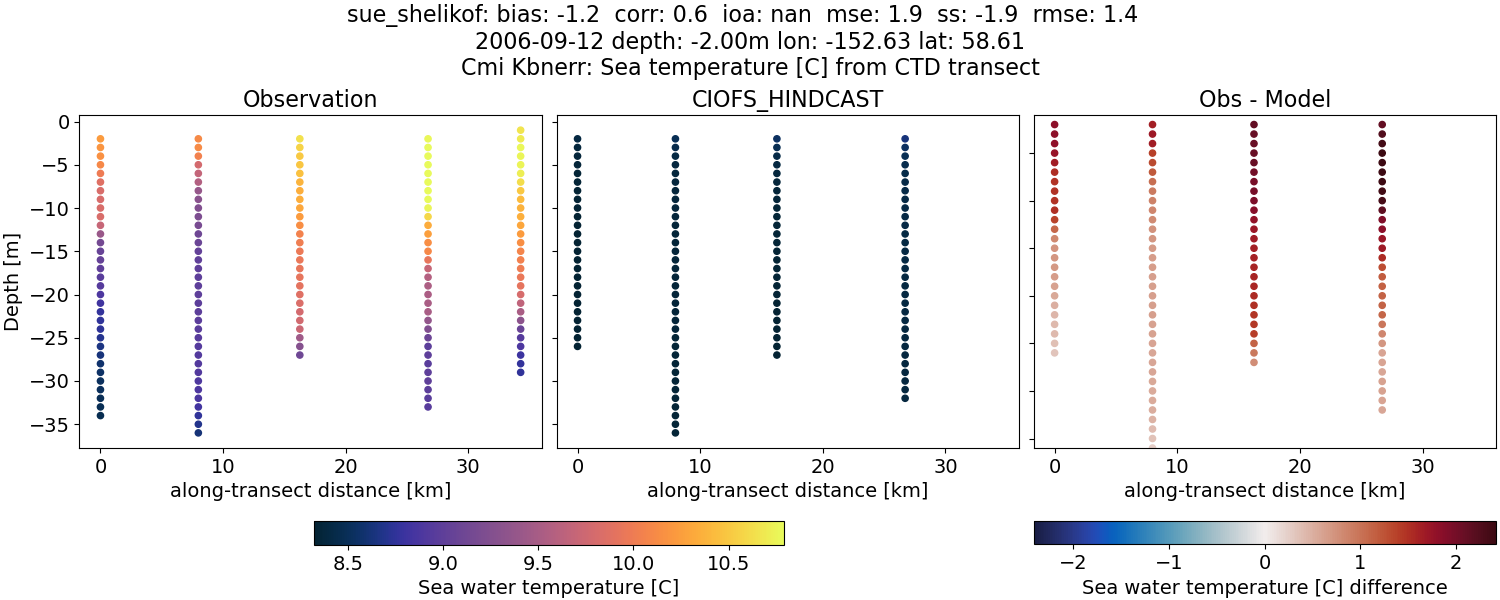 sue_shelikof: bias: -1.2 corr: 0.6 ioa: nan mse: 1.9 ss: -1.9 rmse: 1.4
2006-09-12 depth: -2.00m lon: -152.63 lat: 58.61
Cmi Kbnerr: Sea temperature [C] from CTD transect
Observation
CIOFS_HINDCAST
Obs - Model
Depth [m]
0
−5
−10
−15
−20
−25
−30
−35
0 10 20 30
0 10 20 30
0 10 20 30
along-transect distance [km]
along-transect distance [km]
along-transect distance [km]
8.5 9.0 9.5 10.0 10.5
Sea water temperature [C]
−2 −1 0 1 2
Sea water temperature [C] difference